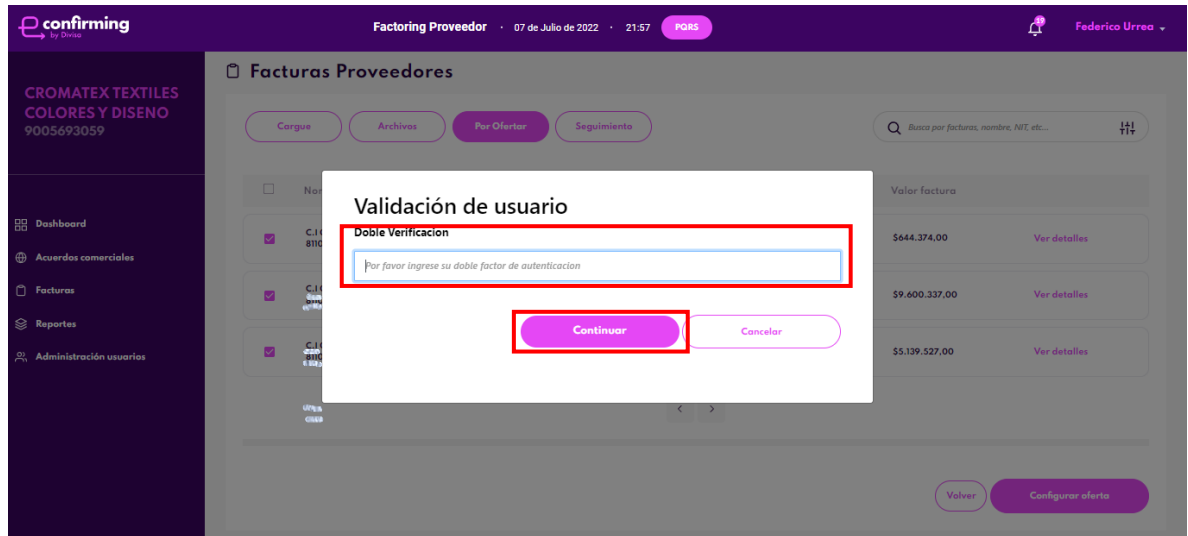 confirming
by Diviso
Factoring Proveedor · 07 de Julio de 2022 · 21:57
PQRS
19
Federico Urrea
CROMATEX TEXTILES
COLORES Y DISENO
9005693059
Dashboard
Acuerdos comerciales
Facturas
Reportes
Administración usuarios
Facturas Proveedores
Cargue
Archivos
Por Ofertar
Seguimiento
Busca por facturas, nombre, NIT, etc...
Valor factura
$644.374,00
Ver detalles
$9.600.337,00
Ver detalles
$5.139.527,00
Ver detalles
Validación de usuario
Doble Verificacion
Por favor ingrese su doble factor de autenticacion
Continuar
Cancelar
Volver
Configurar oferta